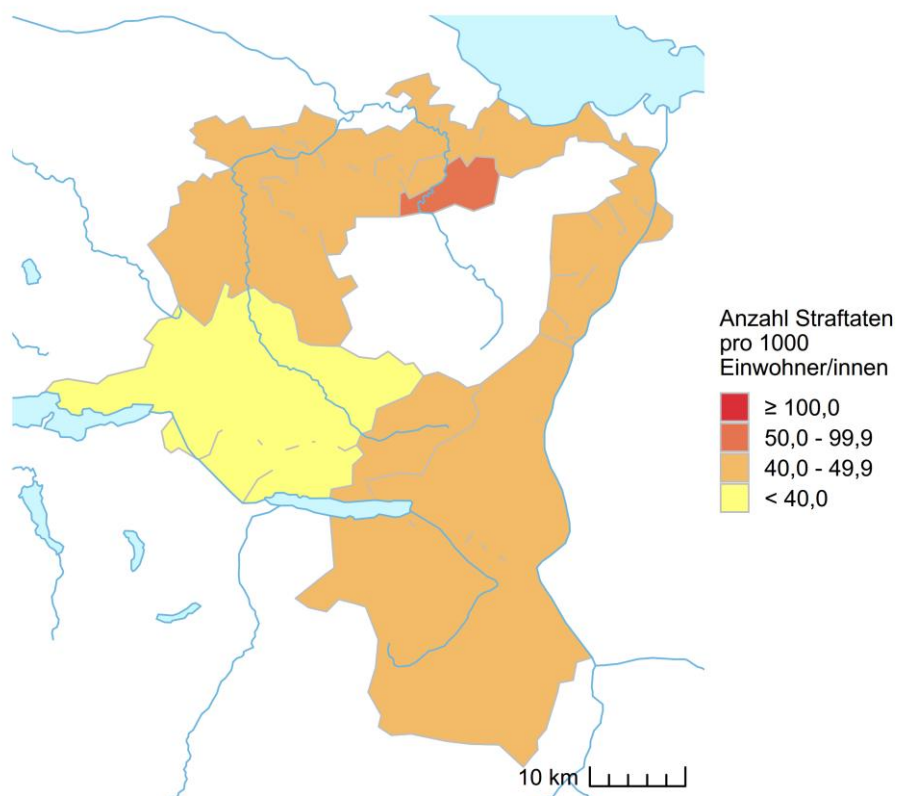 Anzahl Straftaten
pro 1000
Einwohner/innen
≥ 100,0
50,0 - 99,9
40,0 - 49,9
< 40,0
10 km